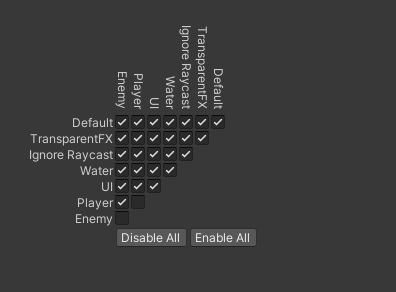 Enemy
Player
UI
Water
Ignore Raycast
TransparentFX
Default
Default
TransparentFX
Ignore Raycast
Water
UI
Player
Enemy
Disable All Enable All